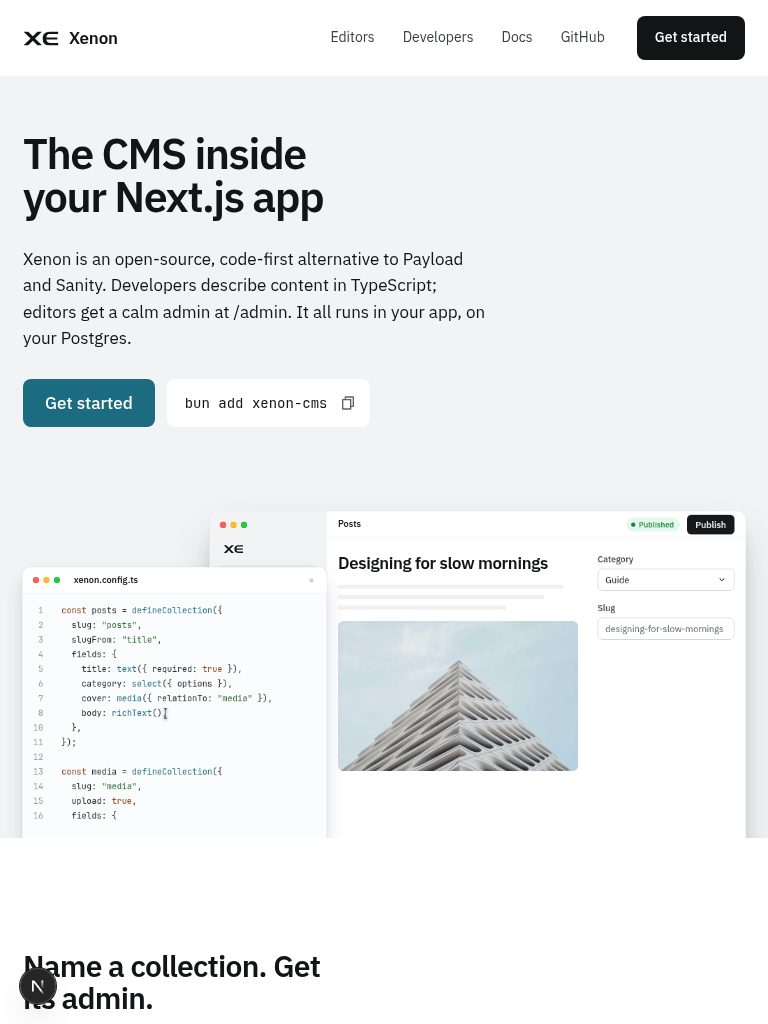 XE Xenon
Editors
Developers
Docs
GitHub
Get started
The CMS inside
your Next.js app
Xenon is an open-source, code-first alternative to Payload
and Sanity. Developers describe content in TypeScript;
editors get a calm admin at /admin. It all runs in your app, on
your Postgres.
Get started
bun add xenon-cms
XE
Posts
Published
Publish
Designing for slow mornings
Category
Guide
Slug
designing-for-slow-mornings
xenon.config.ts
1 const posts = defineCollection({
2 slug: "posts",
3 slugFrom: "title",
4 fields: {
5 title: text({ required: true }),
6 category: select({ options }),
7 cover: media({ relationTo: "media" }),
8 body: richText(),
10 },
11 });
12
13 const media = defineCollection({
14 slug: "media",
15 upload: true,
16 fields: {
Name a collection. Get
its admin.
N